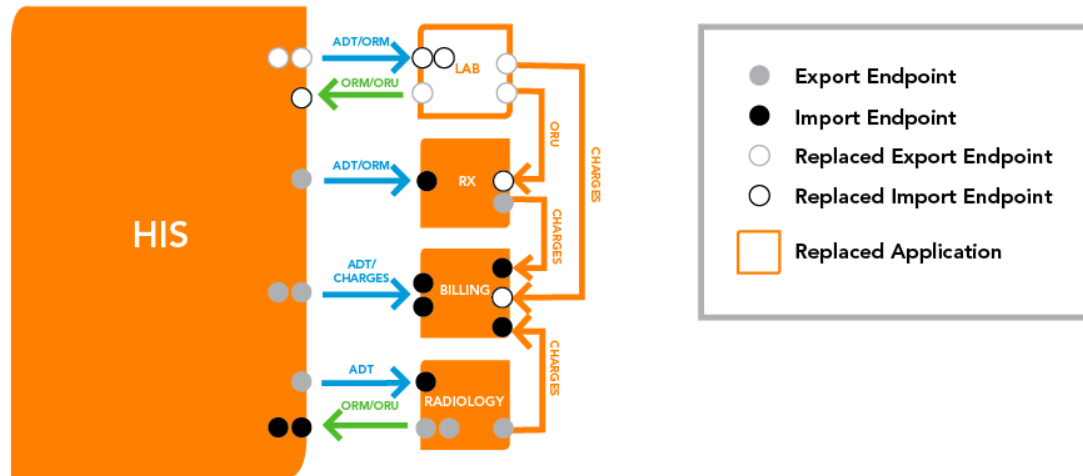 ADT/ORM
LAB
ORM/ORU
ORU
CHARGES
ADT/ORM
RX
HIS
CHARGES
ADT/
CHARGES
BILLING
ADT
CHARGES
RADIOLOGY
ORM/ORU
Export Endpoint
Import Endpoint
Replaced Export Endpoint
Replaced Import Endpoint
Replaced Application